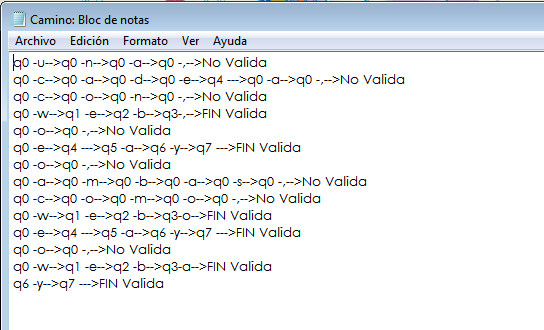 Camino: Bloc de notas
Archivo Edición Formato Ver Ayuda
q0 -u-->q0 -n-->q0 -a-->q0 -,-->No Valida
q0 -c-->q0 -a-->q0 -d-->q0 -e-->q4 --->q0 -a-->q0 -,-->No Valida
q0 -c-->q0 -o-->q0 -n-->q0 -,-->No Valida
q0 -w-->q1 -e-->q2 -b-->q3-,-->FIN Valida
q0 -o-->q0 -,-->No Valida
q0 -e-->q4 --->q5 -a-->q6 -y-->q7 --->FIN Valida
q0 -o-->q0 -,-->No Valida
q0 -a-->q0 -m-->q0 -b-->q0 -a-->q0 -s-->q0 -,-->No Valida
q0 -c-->q0 -o-->q0 -m-->q0 -o-->q0 -,-->No Valida
q0 -w-->q1 -e-->q2 -b-->q3-o-->FIN Valida
q0 -e-->q4 --->q5 -a-->q6 -y-->q7 --->FIN Valida
q0 -o-->q0 -,-->No Valida
q0 -w-->q1 -e-->q2 -b-->q3-a-->FIN Valida
q6 -y-->q7 --->FIN Valida